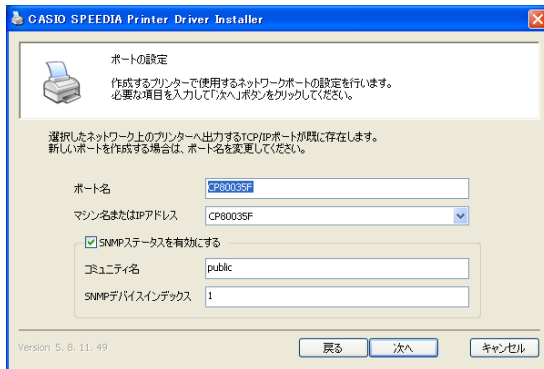 CASIO SPEEDIA Printer Driver Installer
ポートの設定
作成するプリンターで使用するネットワークポートの設定を行います。
必要な項目を入力して「次へ」ボタンをクリックしてください。
選択したネットワーク上のプリンターへ出力するTCP/IPポートが既に存在します。
新しいポートを作成する場合は、ポート名を変更してください。
ポート名 CP80035F
マシン名またはIPアドレス CP80035F
SNMPステータスを有効にする
コミュニティ名 public
SNMPデバイスインデックス 1
Version 5. 8. 11. 49 戻る 次へ キャンセル